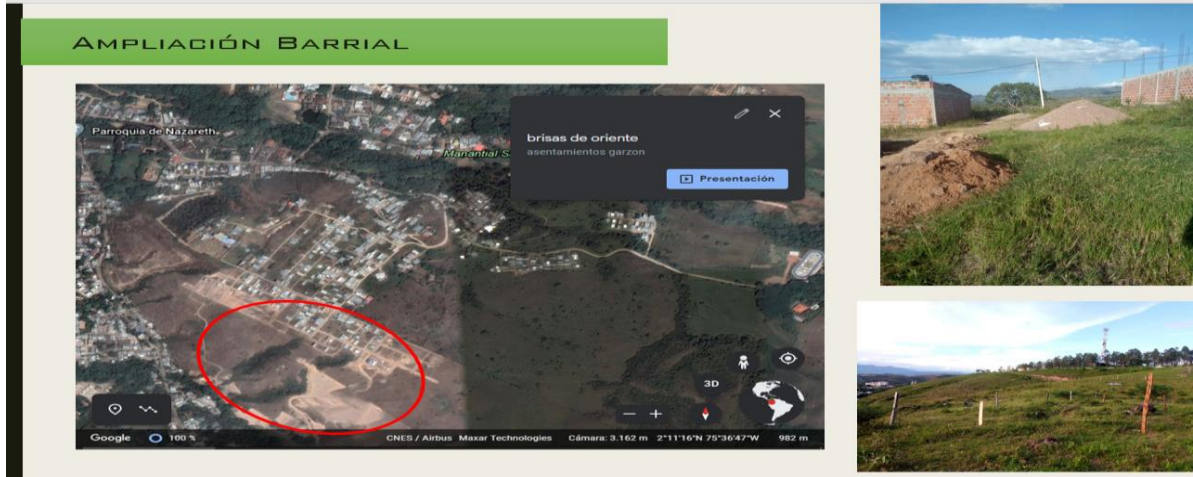 AMPLIACIÓN BARRIAL
Parroquia de Nazareth
Manantial S
brisas de oriente
asentamientos garzon
Presentación
3D
Google 100 % CNES / Airbus Maxar Technologies Cámara: 3.162 m 2°11'16"N 75°36'47"W 982 m